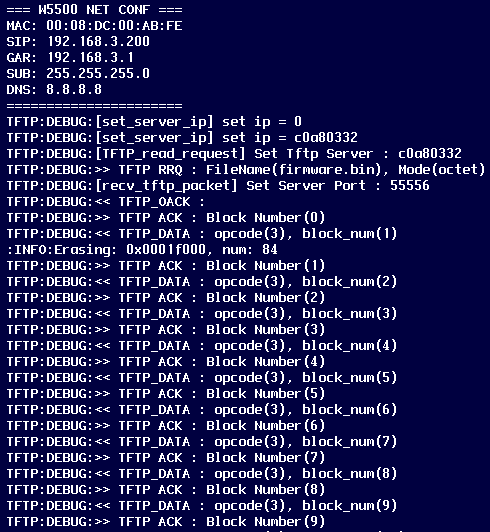 === W5500 NET CONF ===
MAC: 00:08:DC:00:AB:FE
SIP: 192.168.3.200
GAR: 192.168.3.1
SUB: 255.255.255.0
DNS: 8.8.8.8
======================
TFTP:DEBUG:[set_server_ip] set ip = 0
TFTP:DEBUG:[set_server_ip] set ip = c0a80332
TFTP:DEBUG:[TFTP_read_request] Set Tftp Server : c0a80332
TFTP:DEBUG:>> TFTP RRQ : FileName(firmware.bin), Mode(octet)
TFTP:DEBUG:[recv_tftp_packet] Set Server Port : 55556
TFTP:DEBUG:<< TFTP_OACK :
TFTP:DEBUG:>> TFTP ACK : Block Number(0)
TFTP:DEBUG:<< TFTP_DATA : opcode(3), block_num(1)
:INFO:Erasing: 0x0001f000, num: 84
TFTP:DEBUG:>> TFTP ACK : Block Number(1)
TFTP:DEBUG:<< TFTP_DATA : opcode(3), block_num(2)
TFTP:DEBUG:>> TFTP ACK : Block Number(2)
TFTP:DEBUG:<< TFTP_DATA : opcode(3), block_num(3)
TFTP:DEBUG:>> TFTP ACK : Block Number(3)
TFTP:DEBUG:<< TFTP_DATA : opcode(3), block_num(4)
TFTP:DEBUG:>> TFTP ACK : Block Number(4)
TFTP:DEBUG:<< TFTP_DATA : opcode(3), block_num(5)
TFTP:DEBUG:>> TFTP ACK : Block Number(5)
TFTP:DEBUG:<< TFTP_DATA : opcode(3), block_num(6)
TFTP:DEBUG:>> TFTP ACK : Block Number(6)
TFTP:DEBUG:<< TFTP_DATA : opcode(3), block_num(7)
TFTP:DEBUG:>> TFTP ACK : Block Number(7)
TFTP:DEBUG:<< TFTP_DATA : opcode(3), block_num(8)
TFTP:DEBUG:>> TFTP ACK : Block Number(8)
TFTP:DEBUG:<< TFTP_DATA : opcode(3), block_num(9)
TFTP:DEBUG:>> TFTP ACK : Block Number(9)